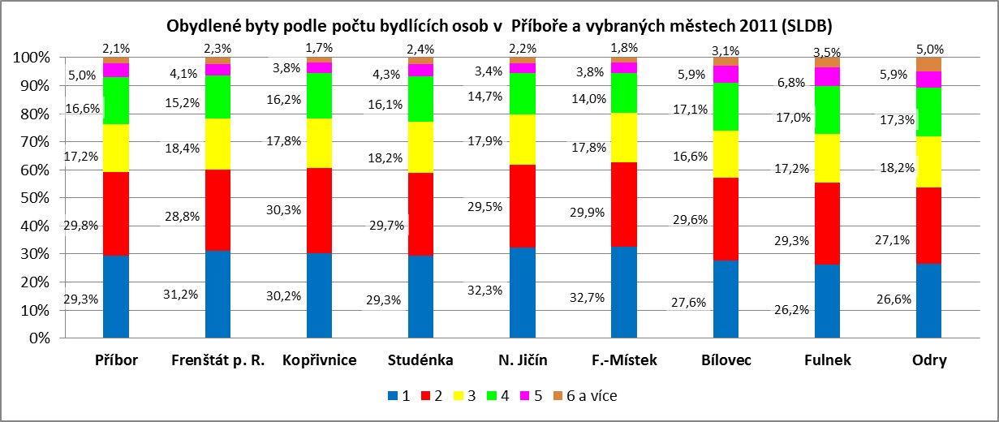 Obydlené byty podle počtu bydlících osob v  Příboře a vybraných městech 2011 (SLDB)
2,1% 2,3% 1,7% 2,4% 2,2% 1,8% 3,1% 3,5% 5,0%
100%
5,0% 4,1% 3,8% 4,3% 3,4% 3,8% 5,9% 6,8% 5,9%
90%
16,6% 15,2% 16,2% 16,1% 14,7% 14,0% 17,1% 17,0% 17,3%
80%
70%
17,2% 18,4% 17,8% 18,2% 17,9% 17,8% 16,6% 17,2% 18,2%
60%
50%
29,8% 28,8% 30,3% 29,7% 29,5% 29,9% 29,6% 29,3% 27,1%
40%
30%
20%
29,3% 31,2% 30,2% 29,3% 32,3% 32,7% 27,6% 26,2% 26,6%
10%
0%
Příbor Frenštát p. R. Kopřivnice Studénka N. Jičín F.-Místek Bílovec Fulnek Odry
1 2 3 4 5 6 a více